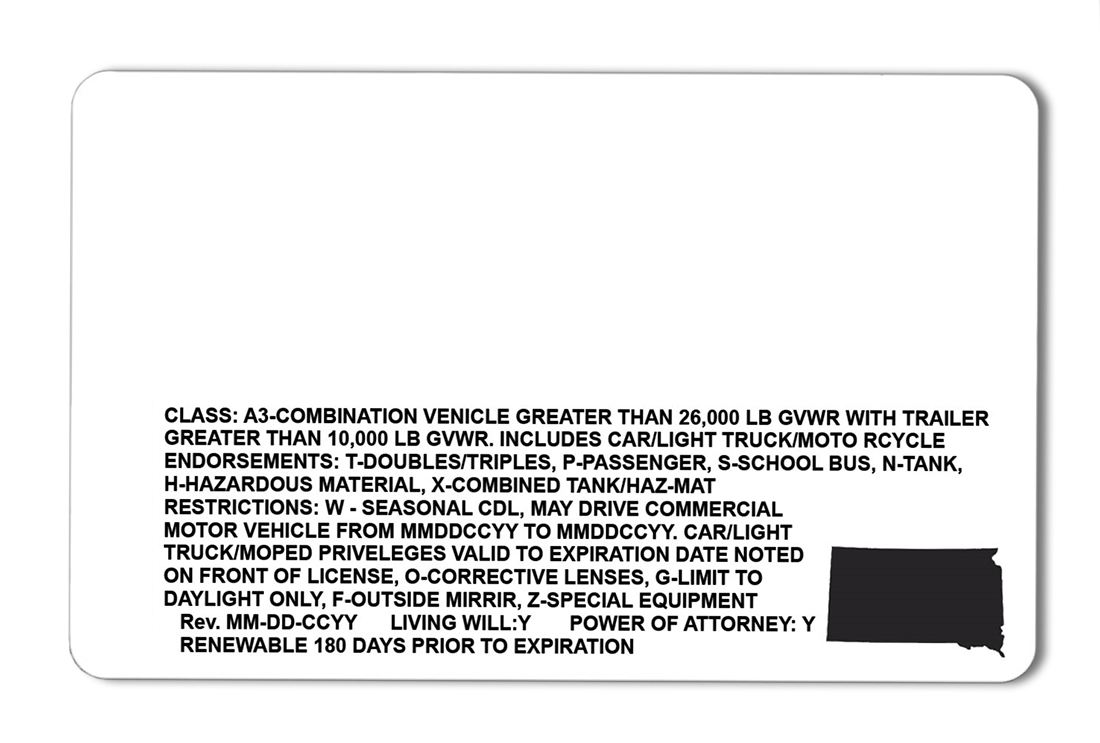 CLASS: A3-COMBINATION VENICLE GREATER THAN 26,000 LB GVWR WITH TRAILER
GREATER THAN 10,000 LB GVWR. INCLUDES CAR/LIGHT TRUCK/MOTO RCYCLE
ENDORSEMENTS: T-DOUBLES/TRIPLES, P-PASSENGER, S-SCHOOL BUS, N-TANK,
H-HAZARDOUS MATERIAL, X-COMBINED TANK/HAZ-MAT
RESTRICTIONS: W - SEASONAL CDL, MAY DRIVE COMMERCIAL
MOTOR VEHICLE FROM MMDDCCYY TO MMDDCCYY. CAR/LIGHT
TRUCK/MOPED PRIVELEGES VALID TO EXPIRATION DATE NOTED
ON FRONT OF LICENSE, O-CORRECTIVE LENSES, G-LIMIT TO
DAYLIGHT ONLY, F-OUTSIDE MIRRIR, Z-SPECIAL EQUIPMENT
Rev. MM-DD-CCYY LIVING WILL:Y POWER OF ATTORNEY: Y
RENEWABLE 180 DAYS PRIOR TO EXPIRATION